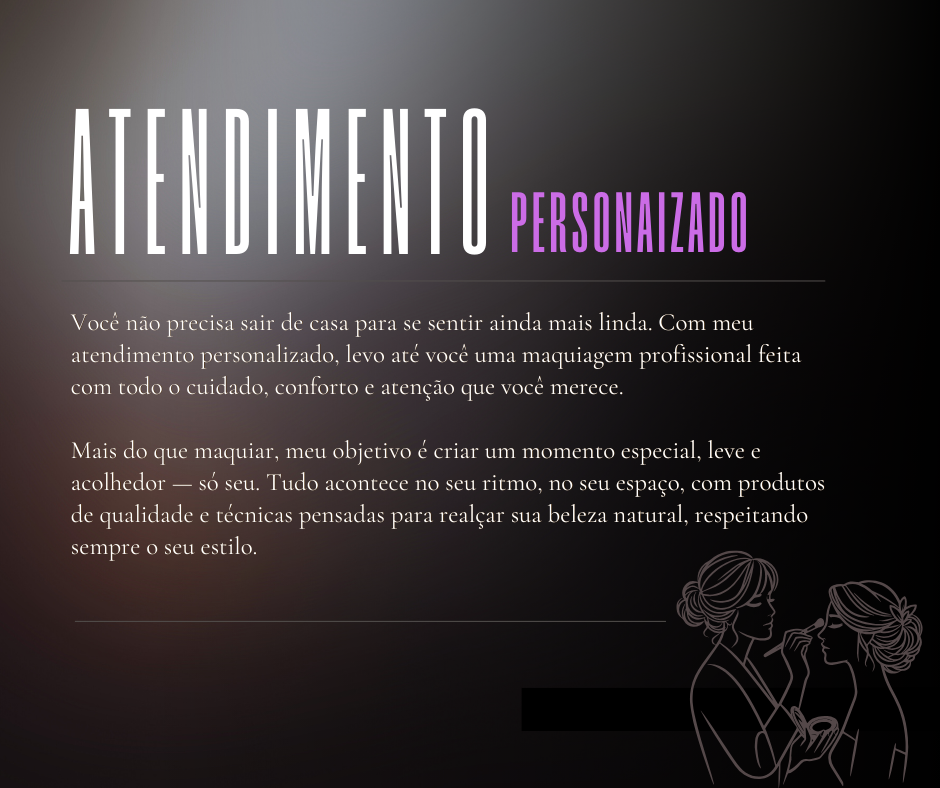 ATENDIMENTO PERSONAIZADO
Você não precisa sair de casa para se sentir ainda mais linda. Com meu
atendimento personalizado, levo até você uma maquiagem profissional feita
com todo o cuidado, conforto e atenção que você merece.
Mais do que maquiar, meu objetivo é criar um momento especial, leve e
acolhedor — só seu. Tudo acontece no seu ritmo, no seu espaço, com produtos
de qualidade e técnicas pensadas para realçar sua beleza natural, respeitando
sempre o seu estilo.